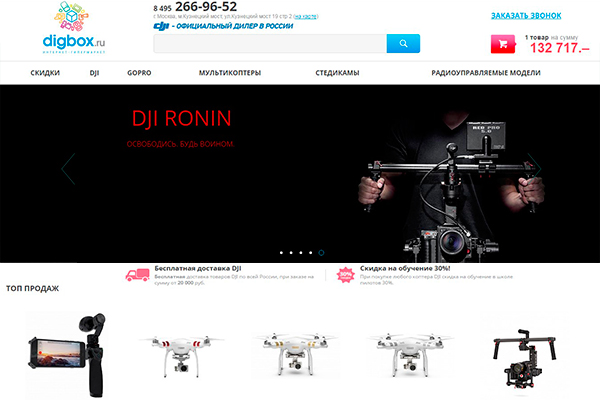 digbox.ru
ИНТЕРНЕТ ГИПЕРМАРКЕТ
8 495 266-96-52
г.Москва, м.Кузнецкий мост, ул.Кузнецкий мост 19 стр 2 (на карте)
DJI - ОФИЦИАЛЬНЫЙ ДИЛЕР В РОССИИ
ЗАКАЗАТЬ ЗВОНОК
1 товар на сумму
132 717.—
СКИДКИ DJI GOPRO МУЛЬТИКОПТЕРЫ СТЕДИКАМЫ РАДИОУПРАВЛЯЕМЫЕ МОДЕЛИ
DJI RONIN
ОСВОБОДИСЬ. БУДЬ ВОИНОМ.
RED PRO
Бесплатная доставка DJI
Бесплатная доставка товаров DJI по всей России, при заказе на
сумму от 20 000 руб.
30%
Скидка на обучение 30%!
При покупке любого коптера DJI скидка на обучение в школе
пилотов 30%.
ТОП ПРОДАЖ